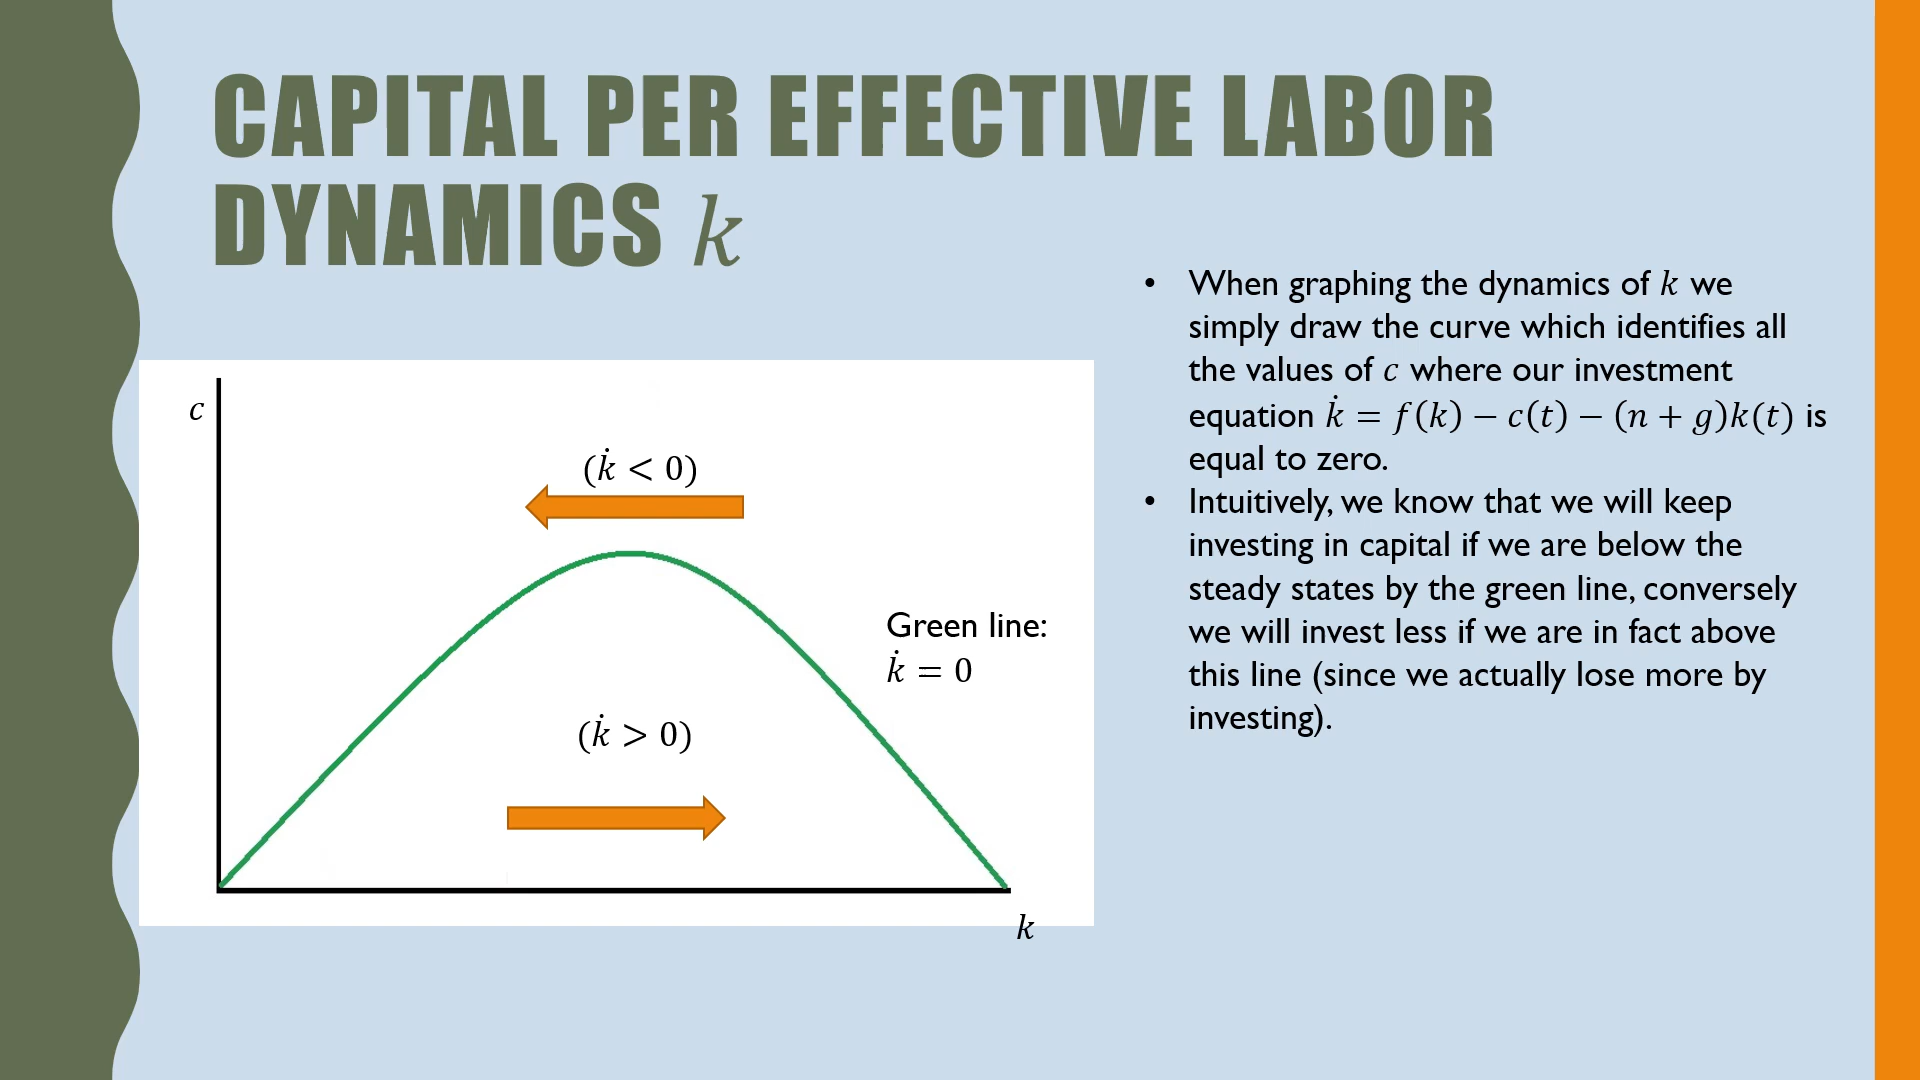 CAPITAL PER EFFECTIVE LABOR
DYNAMICS k
c
(k̇ < 0)
Green line:
k̇ = 0
(k̇ > 0)
k
• When graphing the dynamics of k we
simply draw the curve which identifies all
the values of c where our investment
equation k̇ = f(k) − c(t) − (n + g)k(t) is
equal to zero.
• Intuitively, we know that we will keep
investing in capital if we are below the
steady states by the green line, conversely
we will invest less if we are in fact above
this line (since we actually lose more by
investing).